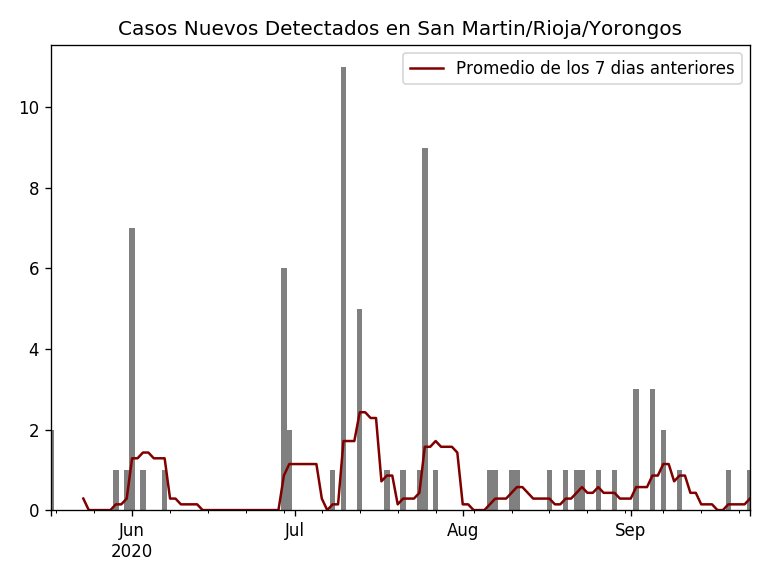 Casos Nuevos Detectados en San Martin/Rioja/Yorongos
Promedio de los 7 dias anteriores
10
8
6
4
2
0
Jun
2020
Jul
Aug
Sep